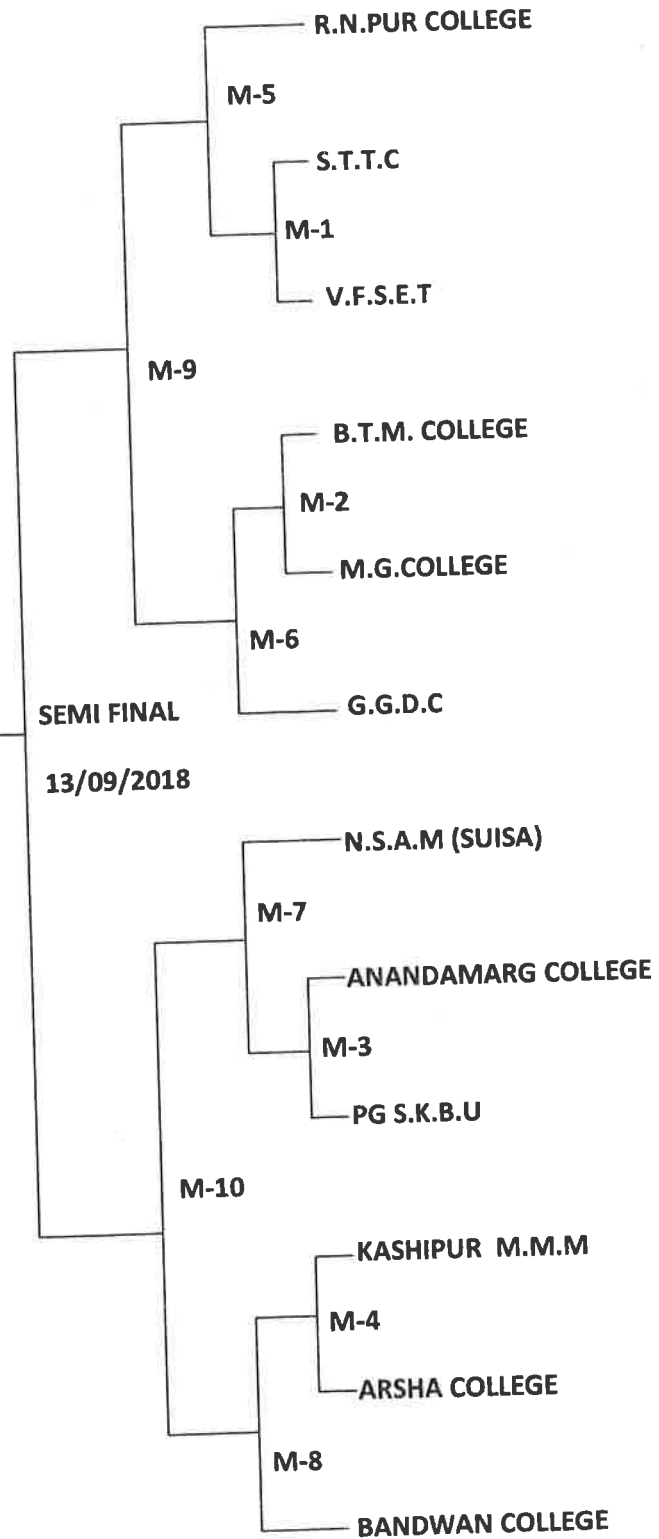 R.N.PUR COLLEGE
M-5
S.T.T.C
M-1
V.F.S.E.T
M-9
B.T.M. COLLEGE
M-2
M.G.COLLEGE
M-6
G.G.D.C
SEMI FINAL
13/09/2018
N.S.A.M (SUISA)
M-7
ANANDAMARG COLLEGE
M-3
PG S.K.B.U
M-10
KASHIPUR M.M.M
M-4
ARSHA COLLEGE
M-8
BANDWAN COLLEGE